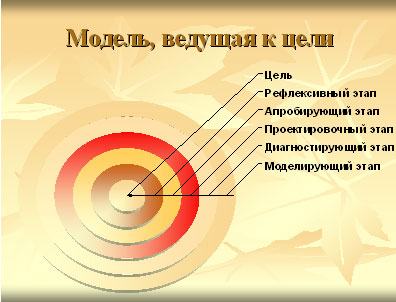 Модель, ведущая к цели
Цель
Рефлексивный этап
Апробирующий этап
Проектировочный этап
Диагностирующий этап
Моделирующий этап